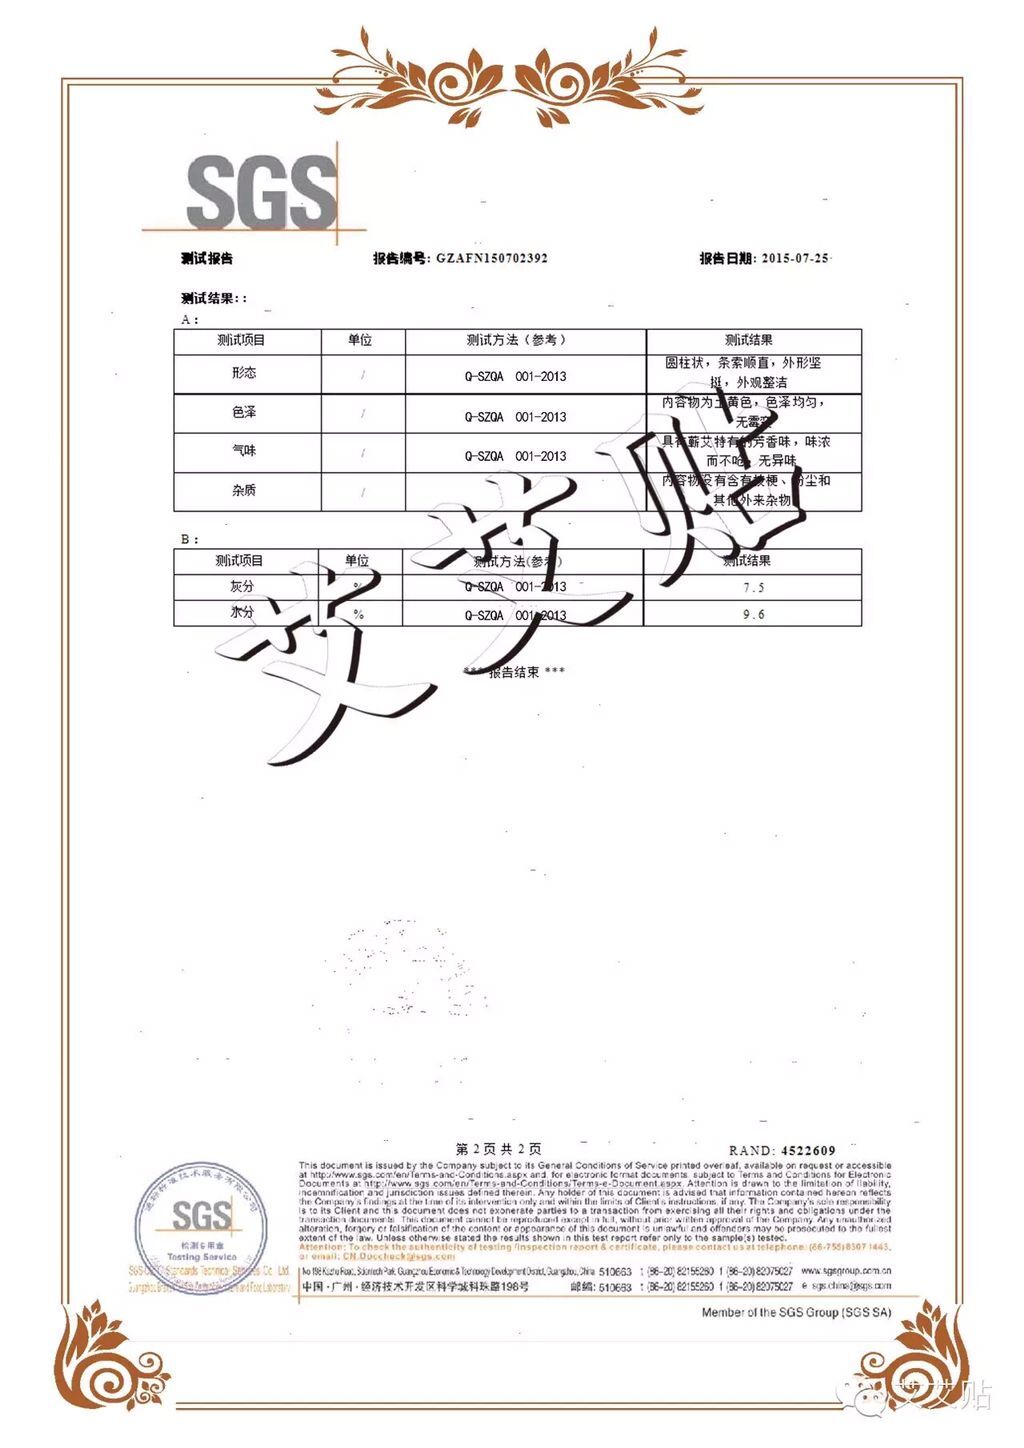 SGS
测试报告 报告编号: GZAFN150702392 报告日期: 2015-07-25
测试结果: :
A:
测试项目 单位 测试方法（参考） 测试结果
形态 / Q-SZQA 001-2013 圆柱状，条索顺直，外形坚
挺，外观整洁
色泽 / Q-SZQA 001-2013 内容物为土黄色，色泽均匀，
无霉变
气味 / Q-SZQA 001-2013 具有蕲艾特有的芳香味，味浓
而不呛，无异味
杂质 / Q-SZQA 001-2013 内容物没有含有枝梗、粉尘和
其他外来杂物
B:
测试项目 单位 测试方法(参考) 测试结果
灰分 % Q-SZQA 001-2013 7.5
水分 % Q-SZQA 001-2013 9.6
*** 报告结束 ***
艾艾贴
第 2 页 共 2 页
RAND: 4522609
This document is issued by the Company subject to its General Conditions of Service printed overleaf, available on request or accessible
at http://www.sgs.com/en/Terms-and-Conditions.aspx and, for electronic format documents, subject to Terms and Conditions for Electronic
Documents at http://www.sgs.com/en/Terms-and-Conditions/Terms-e-Document.aspx. Attention is drawn to the limitation of liability,
indemnification and jurisdiction issues defined therein. Any holder of this document is advised that information contained hereon reflects
the Company's findings at the time of its intervention only and within the limits of Client's instructions, if any. The Company's sole responsibility
is to its Client and this document does not exonerate parties to a transaction from exercising all their rights and obligations under the
transaction documents. This document cannot be reproduced except in full, without prior written approval of the Company. Any unauthorized
alteration, forgery or falsification of the content or appearance of this document is unlawful and offenders may be prosecuted to the fullest
extent of the law. Unless otherwise stated the results shown in this test report refer only to the sample(s) tested.
Attention: To check the authenticity of testing /inspection report & certificate, please contact us at telephone: (86-755) 8307 1443,
or email: CN.Doccheck@sgs.com
SGS
检测专用章
Testing Service
No.198 Kezhu Road, Scientech Park, Guangzhou Economic & Technology Development District, Guangzhou, China 510663 t (86-20) 82155260 f (86-20) 82075027 www.sgsgroup.com.cn
中国·广州·经济技术开发区科学城科珠路198号 邮编: 510663 t (86-20) 82155260 f (86-20) 82075027 e sgs.china@sgs.com
Member of the SGS Group (SGS SA)
艾艾贴